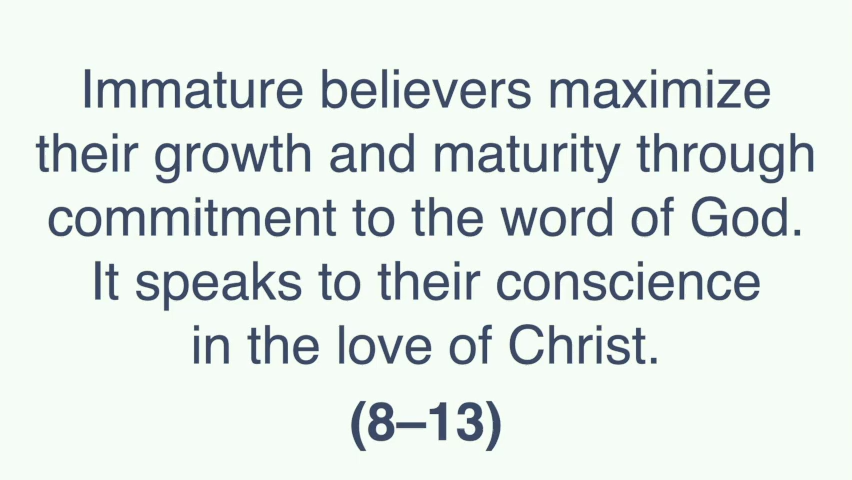 Immature believers maximize
their growth and maturity through
commitment to the word of God.
It speaks to their conscience
in the love of Christ.
(8–13)